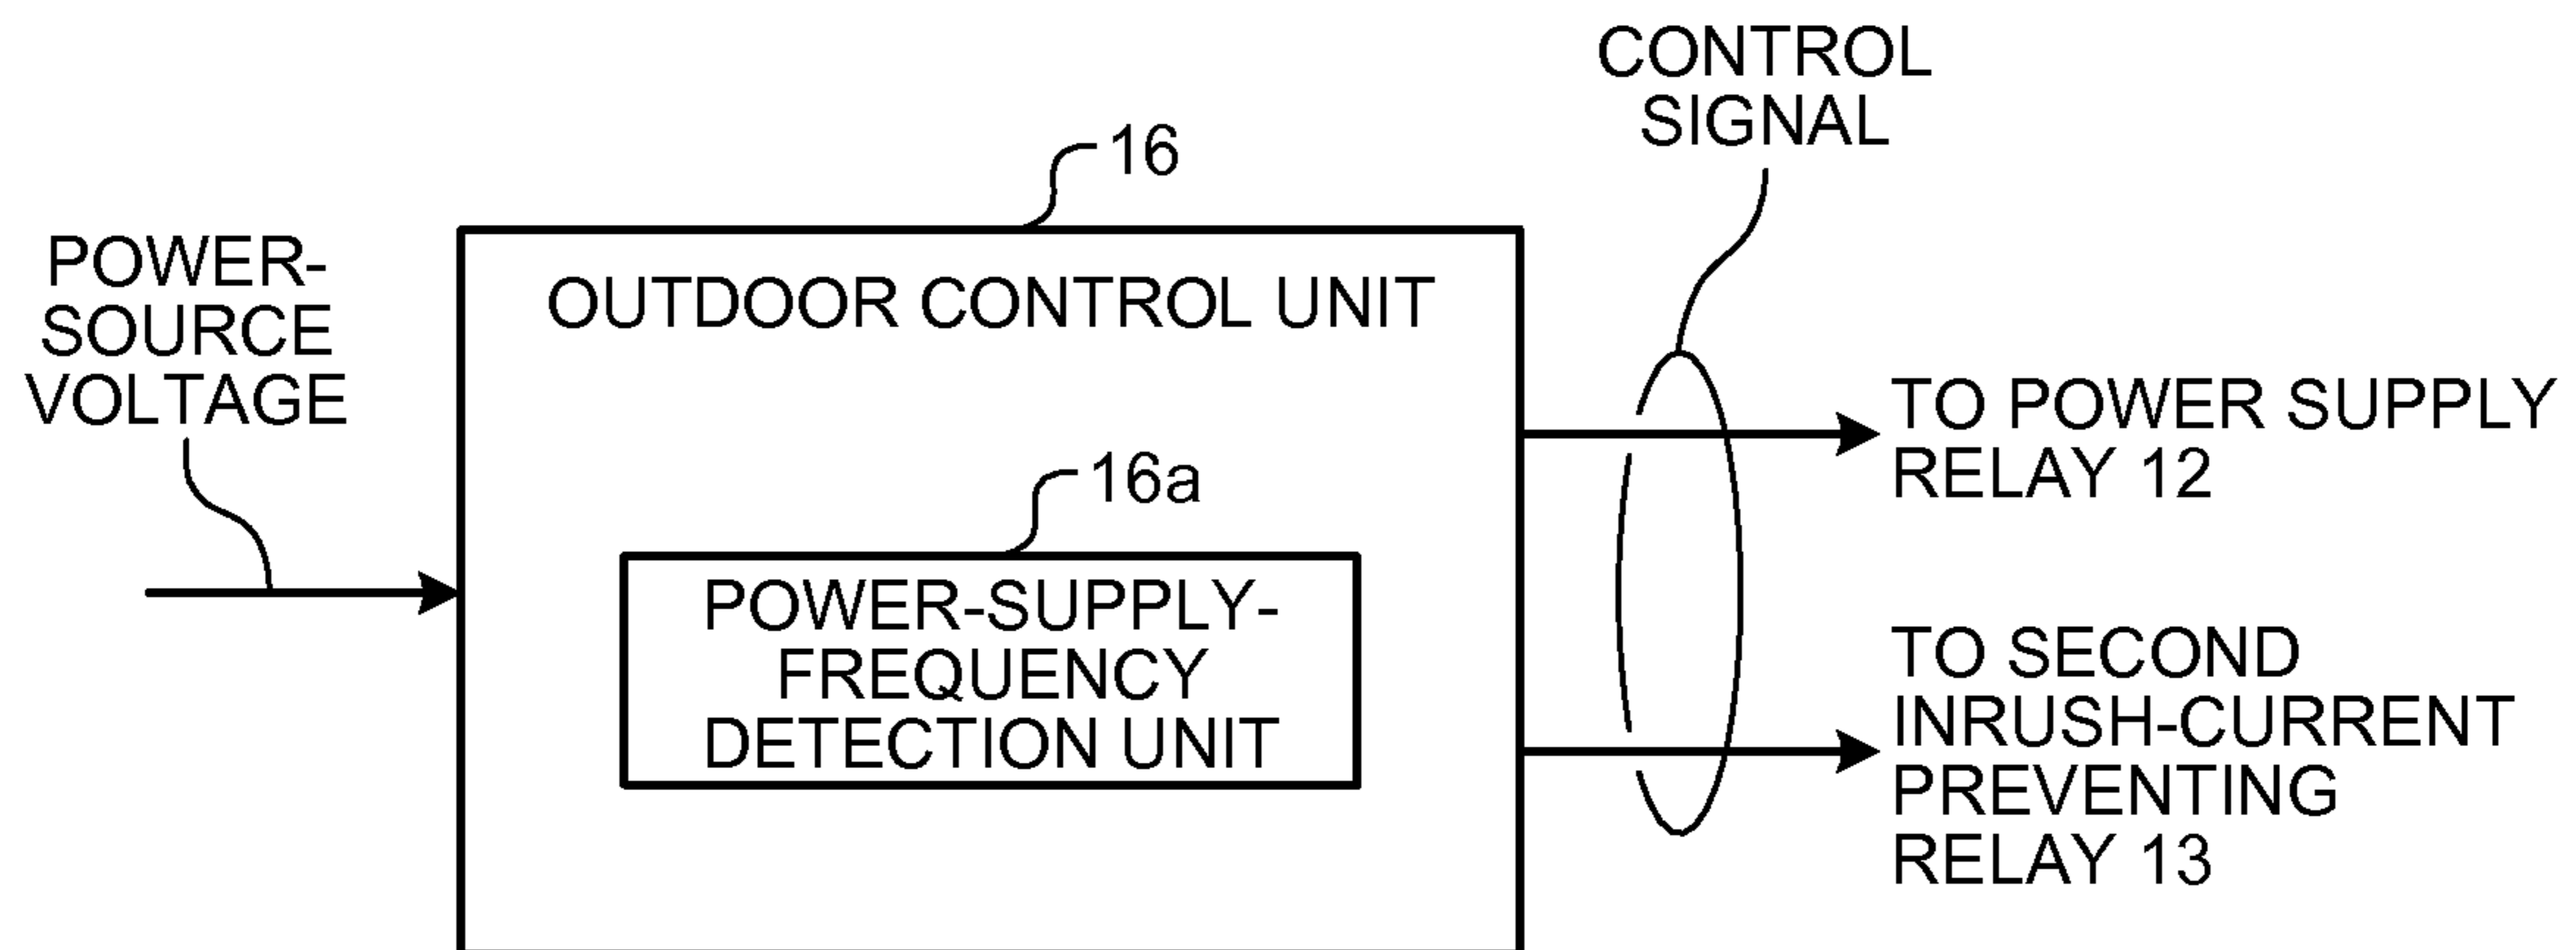 CONTROL
SIGNAL
16
POWER-
SOURCE
VOLTAGE
OUTDOOR CONTROL UNIT
TO POWER SUPPLY
RELAY 12
16a
POWER-SUPPLY-
FREQUENCY
DETECTION UNIT
TO SECOND
INRUSH-CURRENT
PREVENTING
RELAY 13